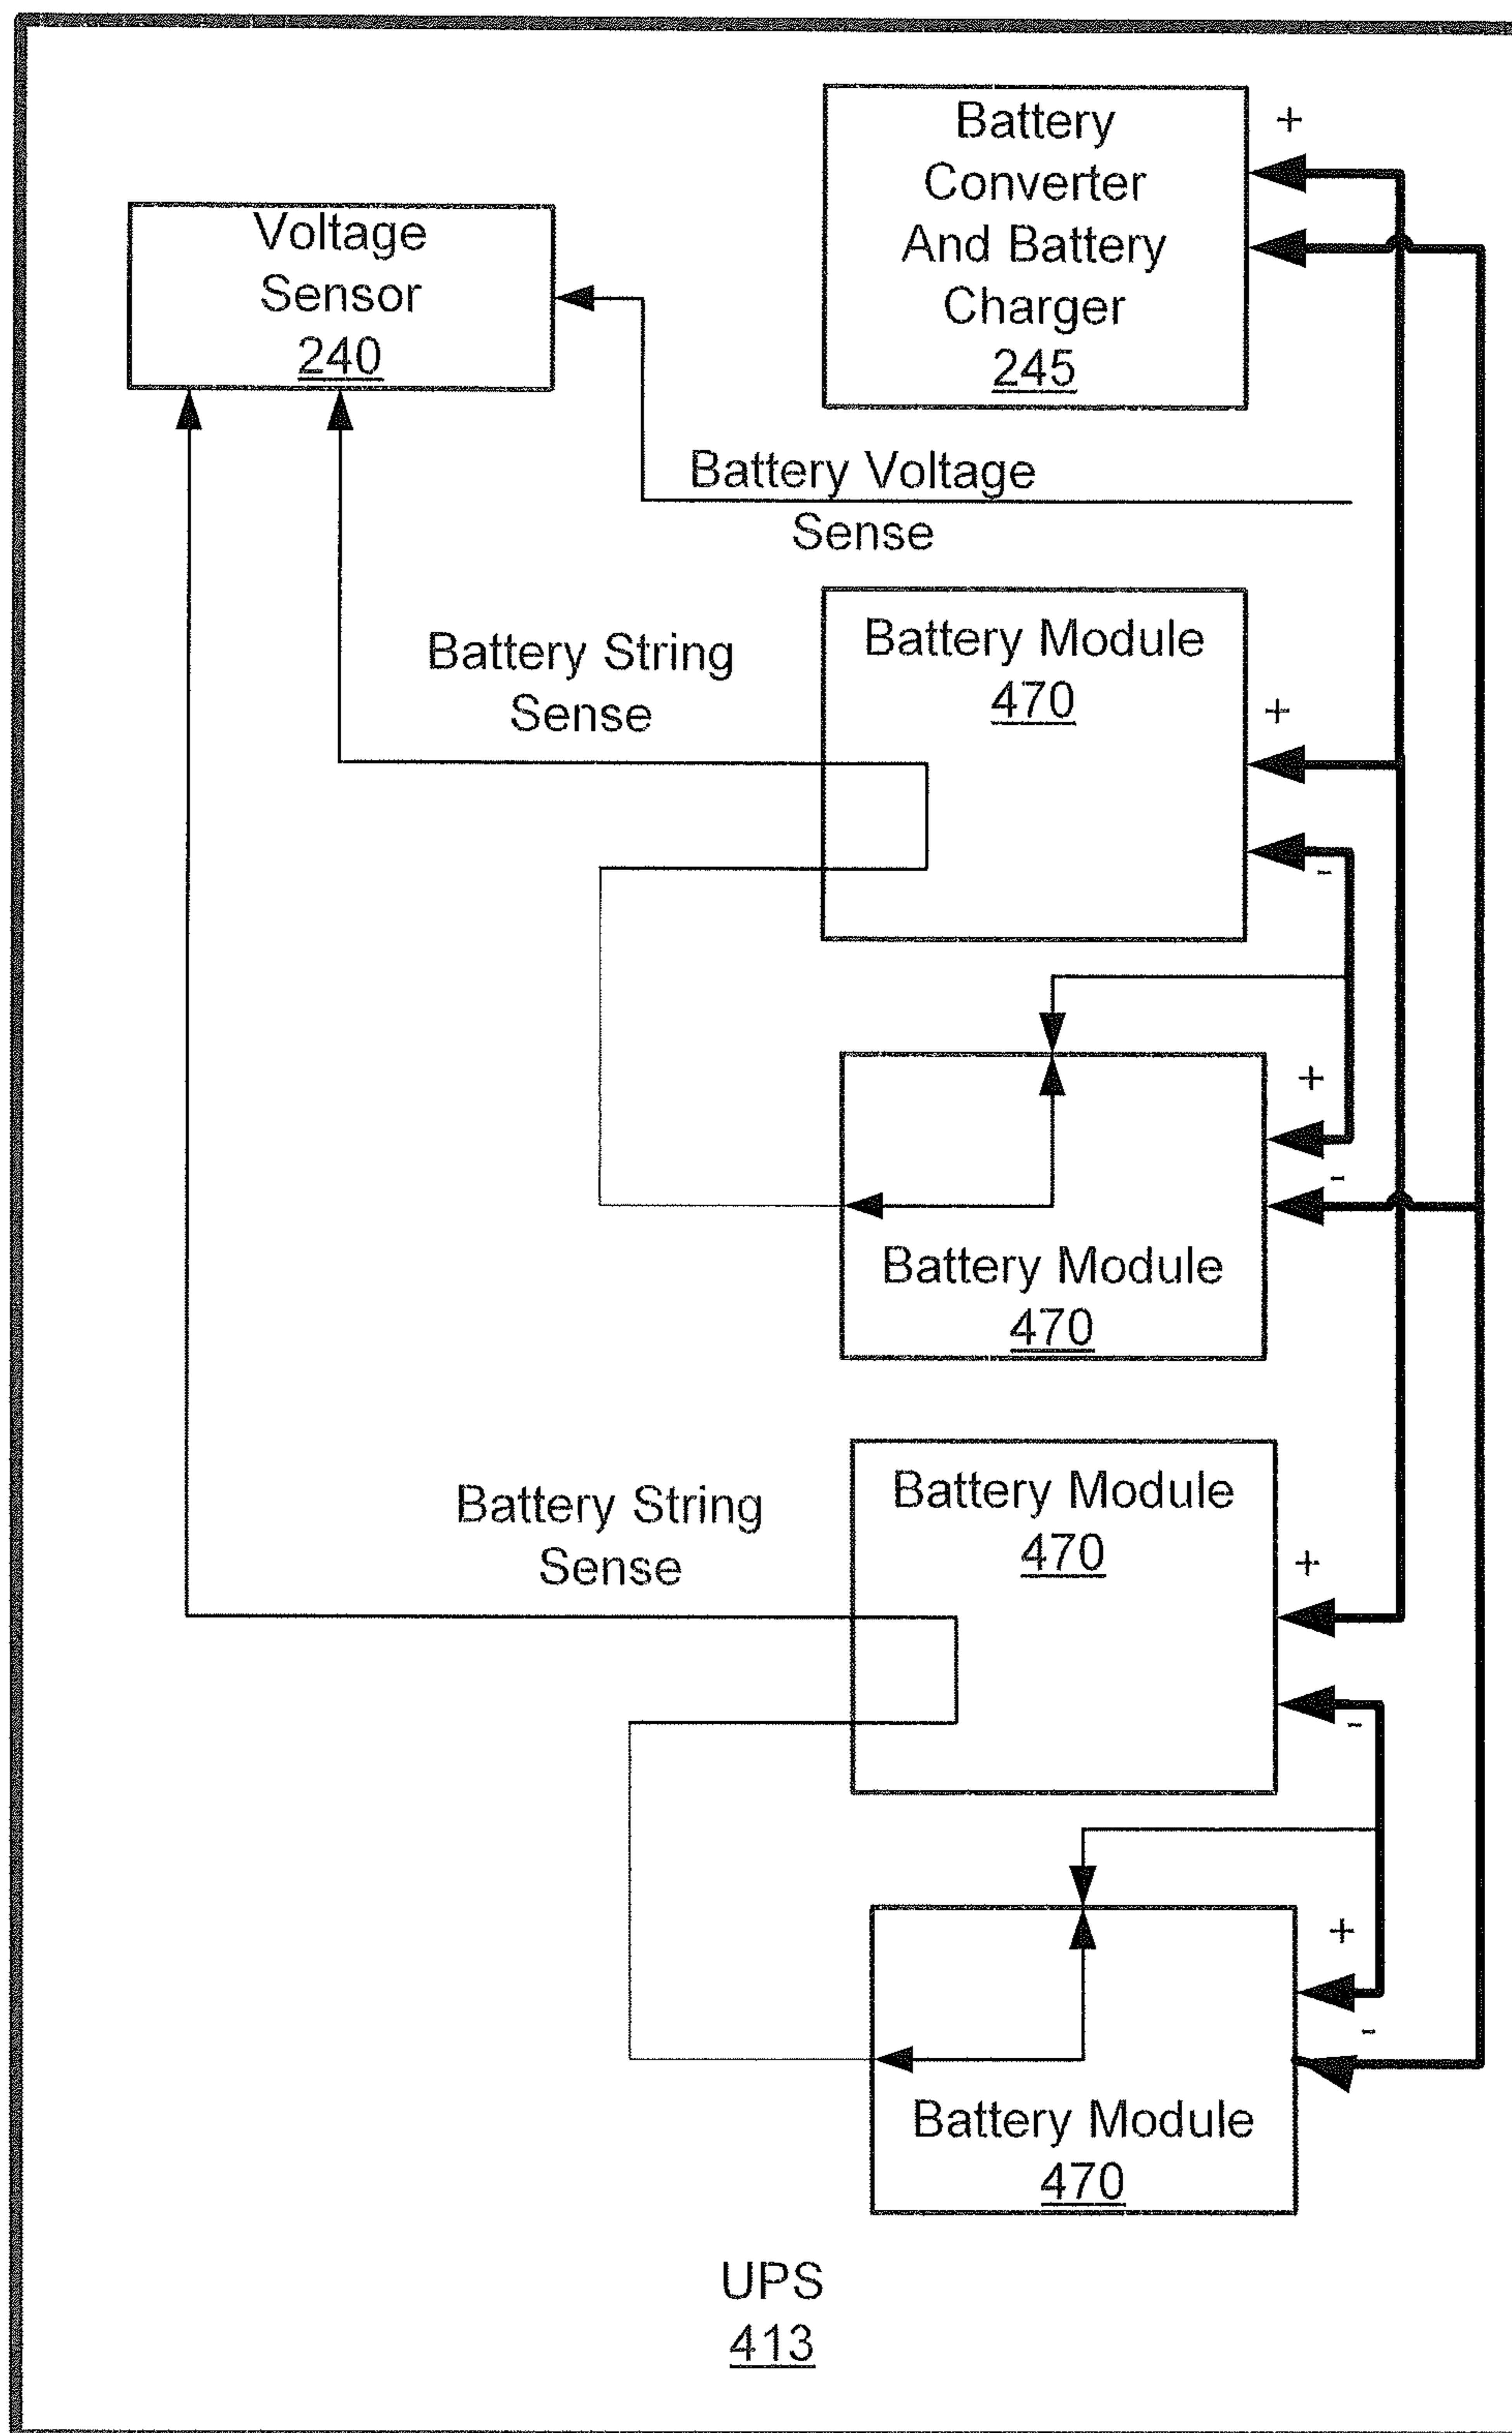 Battery
Converter
And Battery
Charger
245
+
Voltage
Sensor
240
Battery Voltage
Sense
Battery Module
470
+
-
Battery String
Sense
+
-
Battery Module
470
Battery Module
470
+
-
Battery String
Sense
+
-
Battery Module
470
UPS
413